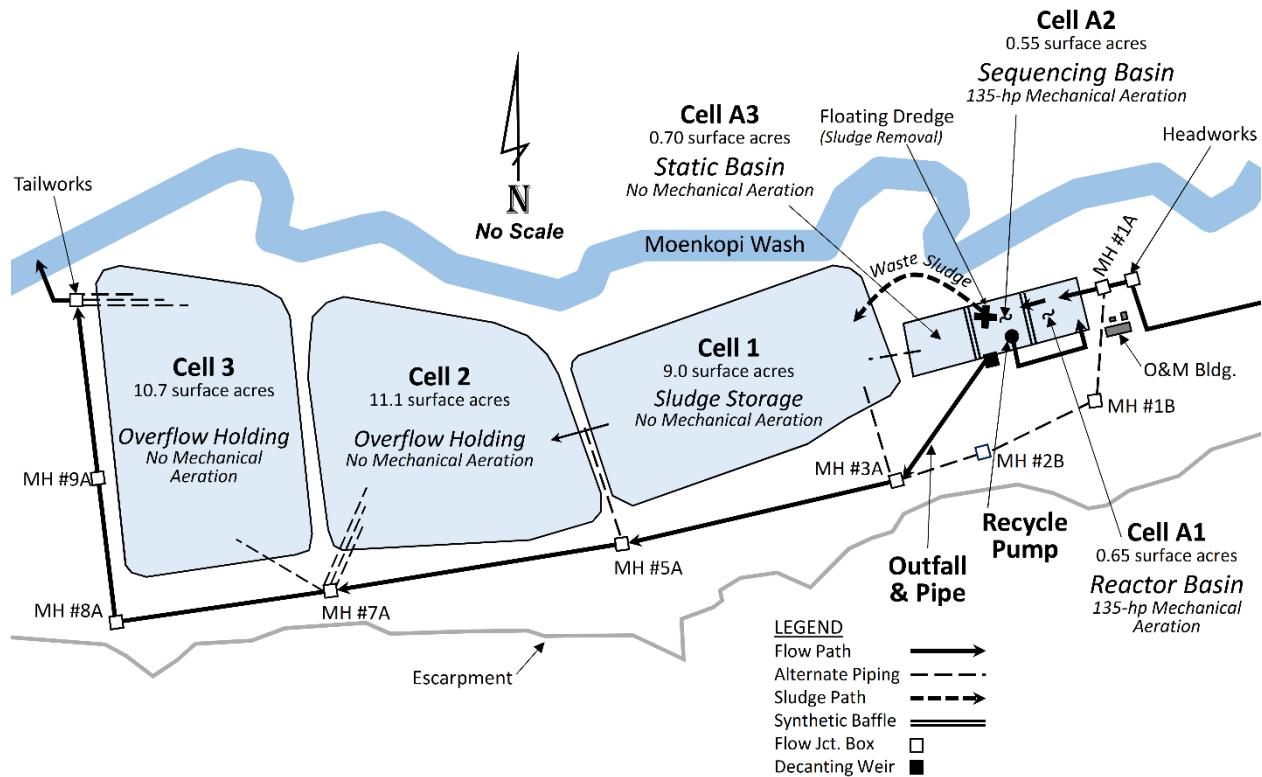 Cell A2
0.55 surface acres
Sequencing Basin
135-hp Mechanical Aeration
Cell A3
0.70 surface acres
Static Basin
No Mechanical Aeration
Floating Dredge
(Sludge Removal)
Headworks
Tailworks
N
No Scale
Moenkopi Wash
MH #1A
Waste Sludge
Cell 3
10.7 surface acres
Overflow Holding
No Mechanical
Aeration
Cell 2
11.1 surface acres
Overflow Holding
No Mechanical
Aeration
Cell 1
9.0 surface acres
Sludge Storage
No Mechanical Aeration
O&M Bldg.
MH #1B
MH #2B
MH #3A
MH #9A
MH #5A
MH #8A
MH #7A
Recycle
Pump
Outfall
& Pipe
Cell A1
0.65 surface acres
Reactor Basin
135-hp Mechanical
Aeration
Escarpment
LEGEND
Flow Path
Alternate Piping
Sludge Path
Synthetic Baffle
Flow Jct. Box
Decanting Weir